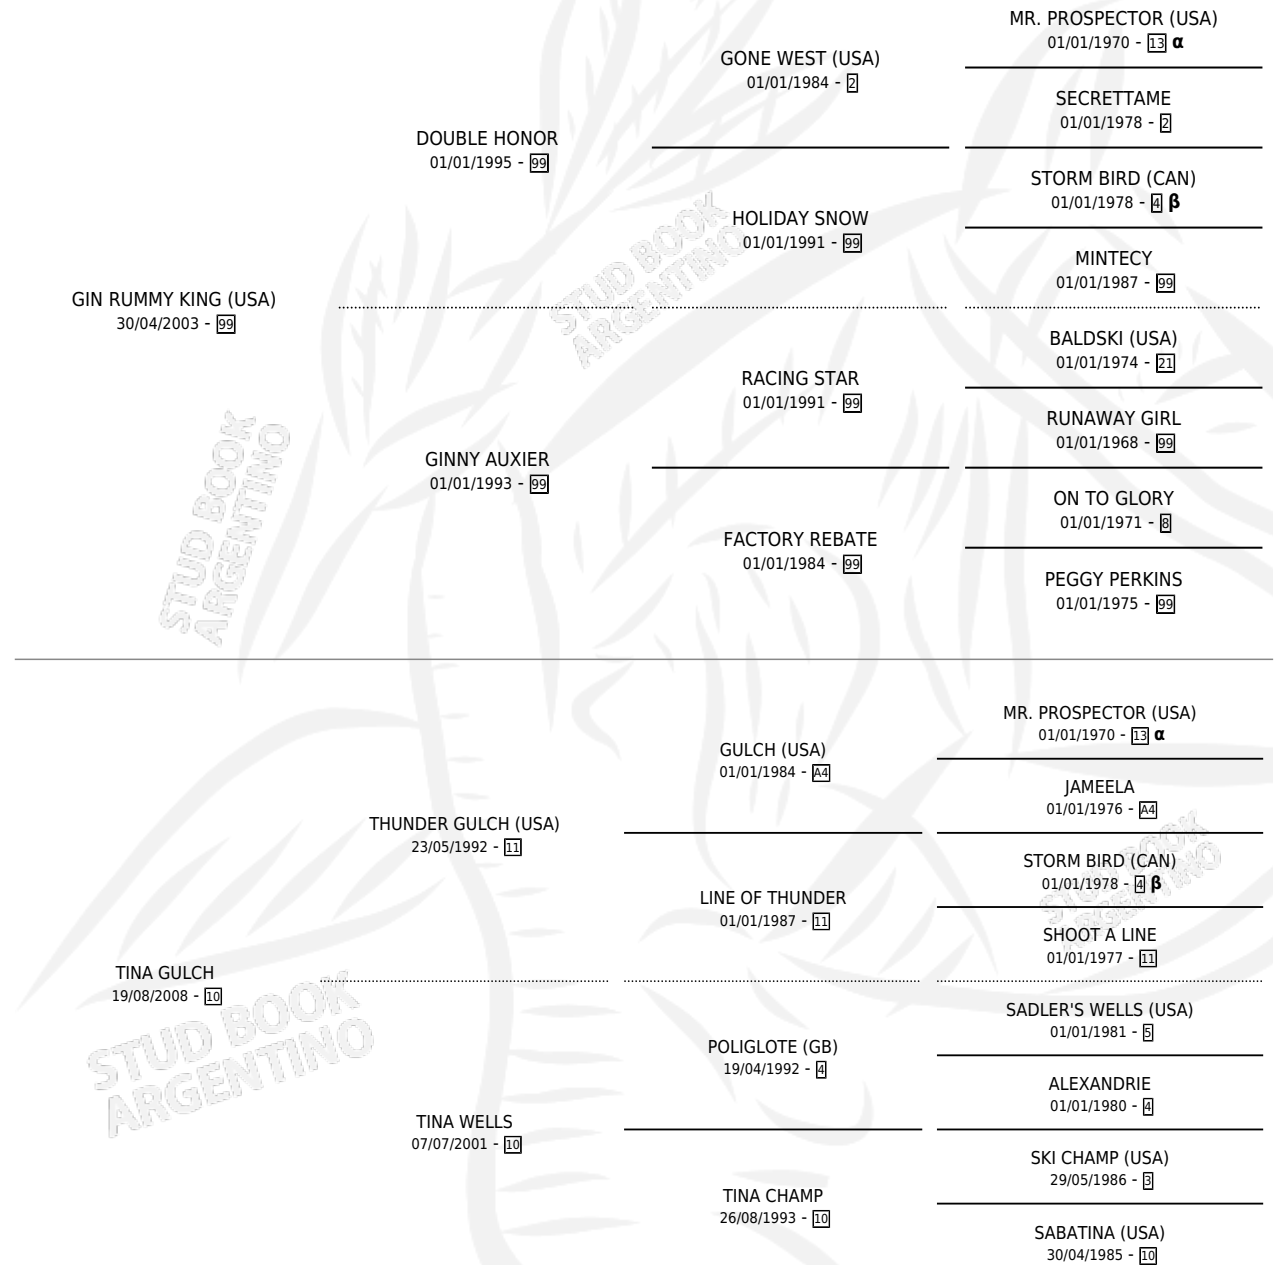 MR. PROSPECTOR (USA)
01/01/1970 - 13 α
GONE WEST (USA)
01/01/1984 - 2
SECRETTAME
01/01/1978 - 2
DOUBLE HONOR
01/01/1995 - 99
STORM BIRD (CAN)
01/01/1978 - 4 β
HOLIDAY SNOW
01/01/1991 - 99
MINTECY
01/01/1987 - 99
GIN RUMMY KING (USA)
30/04/2003 - 99
BALDSKI (USA)
01/01/1974 - 21
RACING STAR
01/01/1991 - 99
RUNAWAY GIRL
01/01/1968 - 99
GINNY AUXIER
01/01/1993 - 99
ON TO GLORY
01/01/1971 - 8
FACTORY REBATE
01/01/1984 - 99
PEGGY PERKINS
01/01/1975 - 99
MR. PROSPECTOR (USA)
01/01/1970 - 13 α
GULCH (USA)
01/01/1984 - A4
JAMEELA
01/01/1976 - A4
THUNDER GULCH (USA)
23/05/1992 - 11
STORM BIRD (CAN)
01/01/1978 - 4 β
LINE OF THUNDER
01/01/1987 - 11
SHOOT A LINE
01/01/1977 - 11
TINA GULCH
19/08/2008 - 10
SADLER'S WELLS (USA)
01/01/1981 - 5
POLIGLOTE (GB)
19/04/1992 - 4
ALEXANDRIE
01/01/1980 - 4
TINA WELLS
07/07/2001 - 10
SKI CHAMP (USA)
29/05/1986 - 3
TINA CHAMP
26/08/1993 - 10
SABATINA (USA)
30/04/1985 - 10
STUD BOOK
ARGENTINO
STUD BOOK
ARGENTINO
STUD BOOK
ARGENTINO
STUD BOOK
ARGENTINO